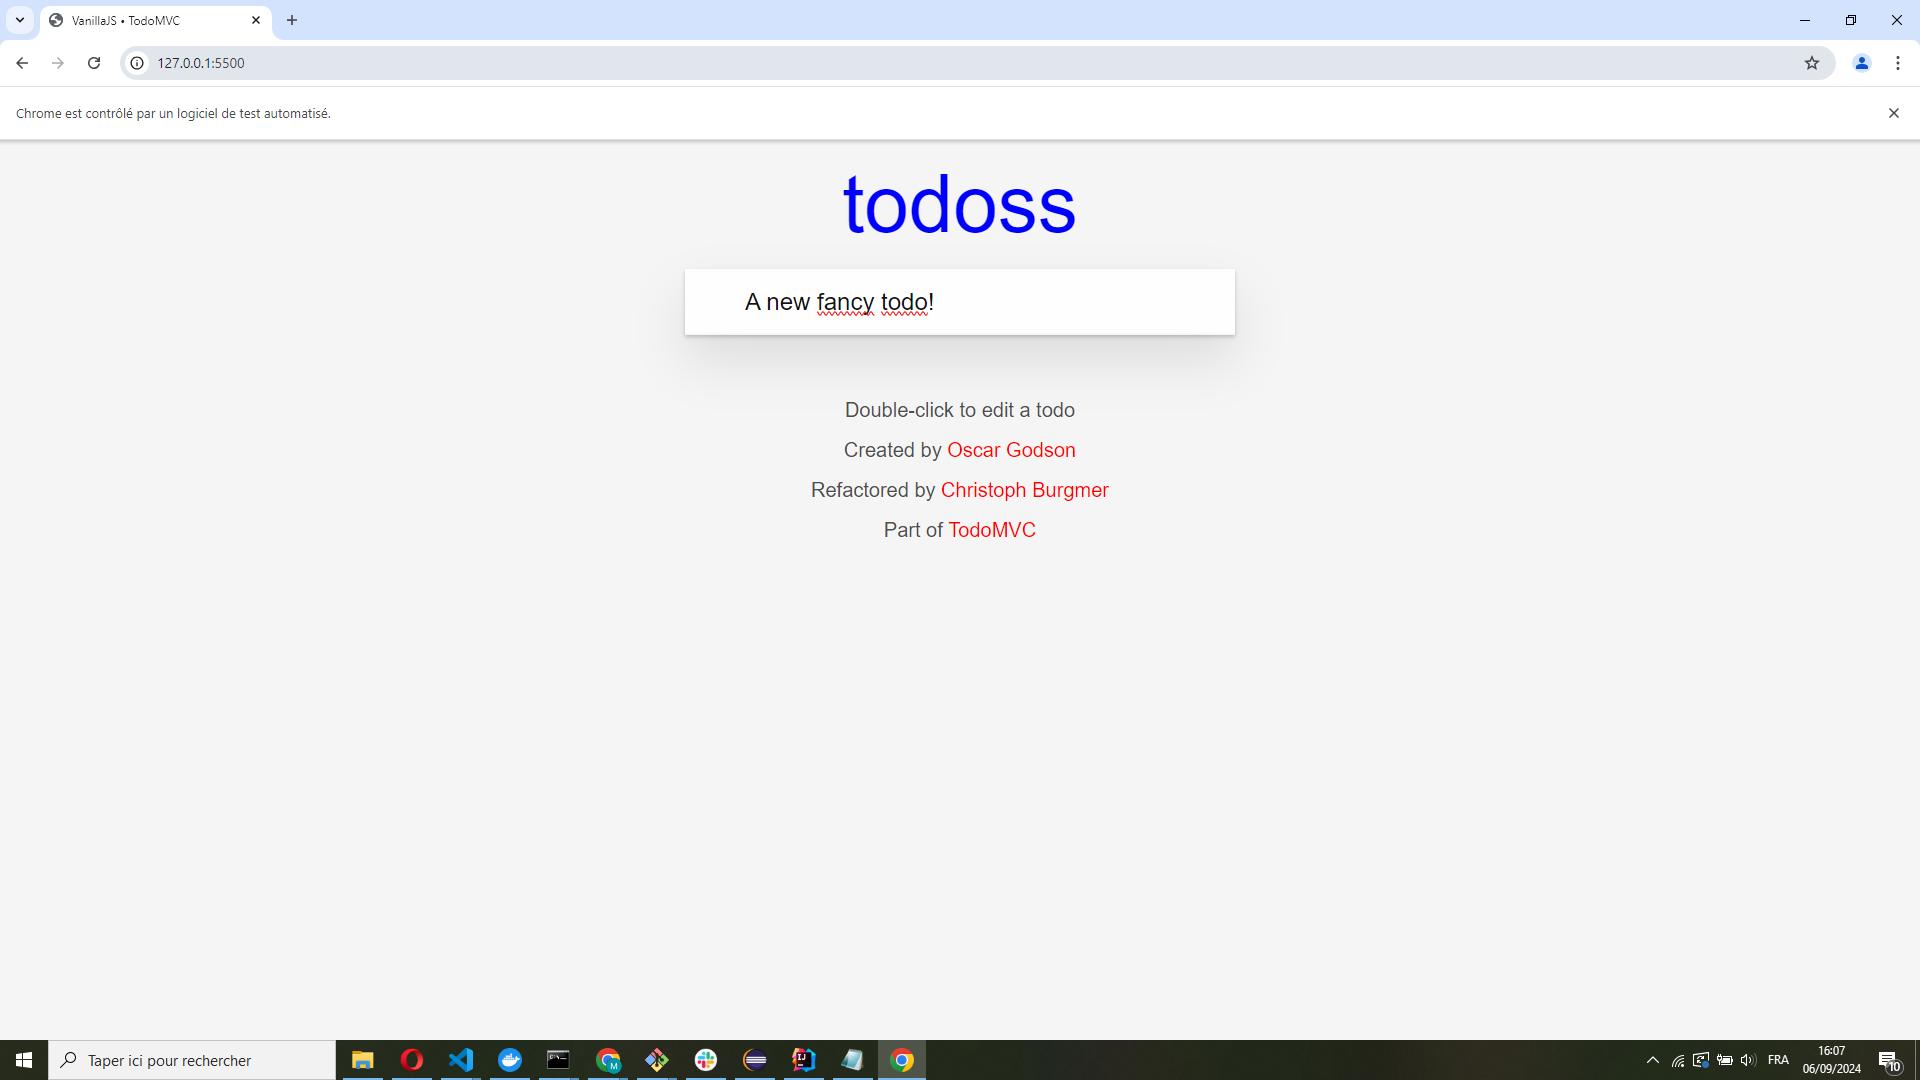 VanillaJS • TodoMVC
127.0.0.1:5500
Chrome est contrôlé par un logiciel de test automatisé.
todoss
A new fancy todo!
Double-click to edit a todo
Created by Oscar Godson
Refactored by Christoph Burgmer
Part of TodoMVC
Taper ici pour rechercher
M
IJ
FRA
16:07
06/09/2024
10